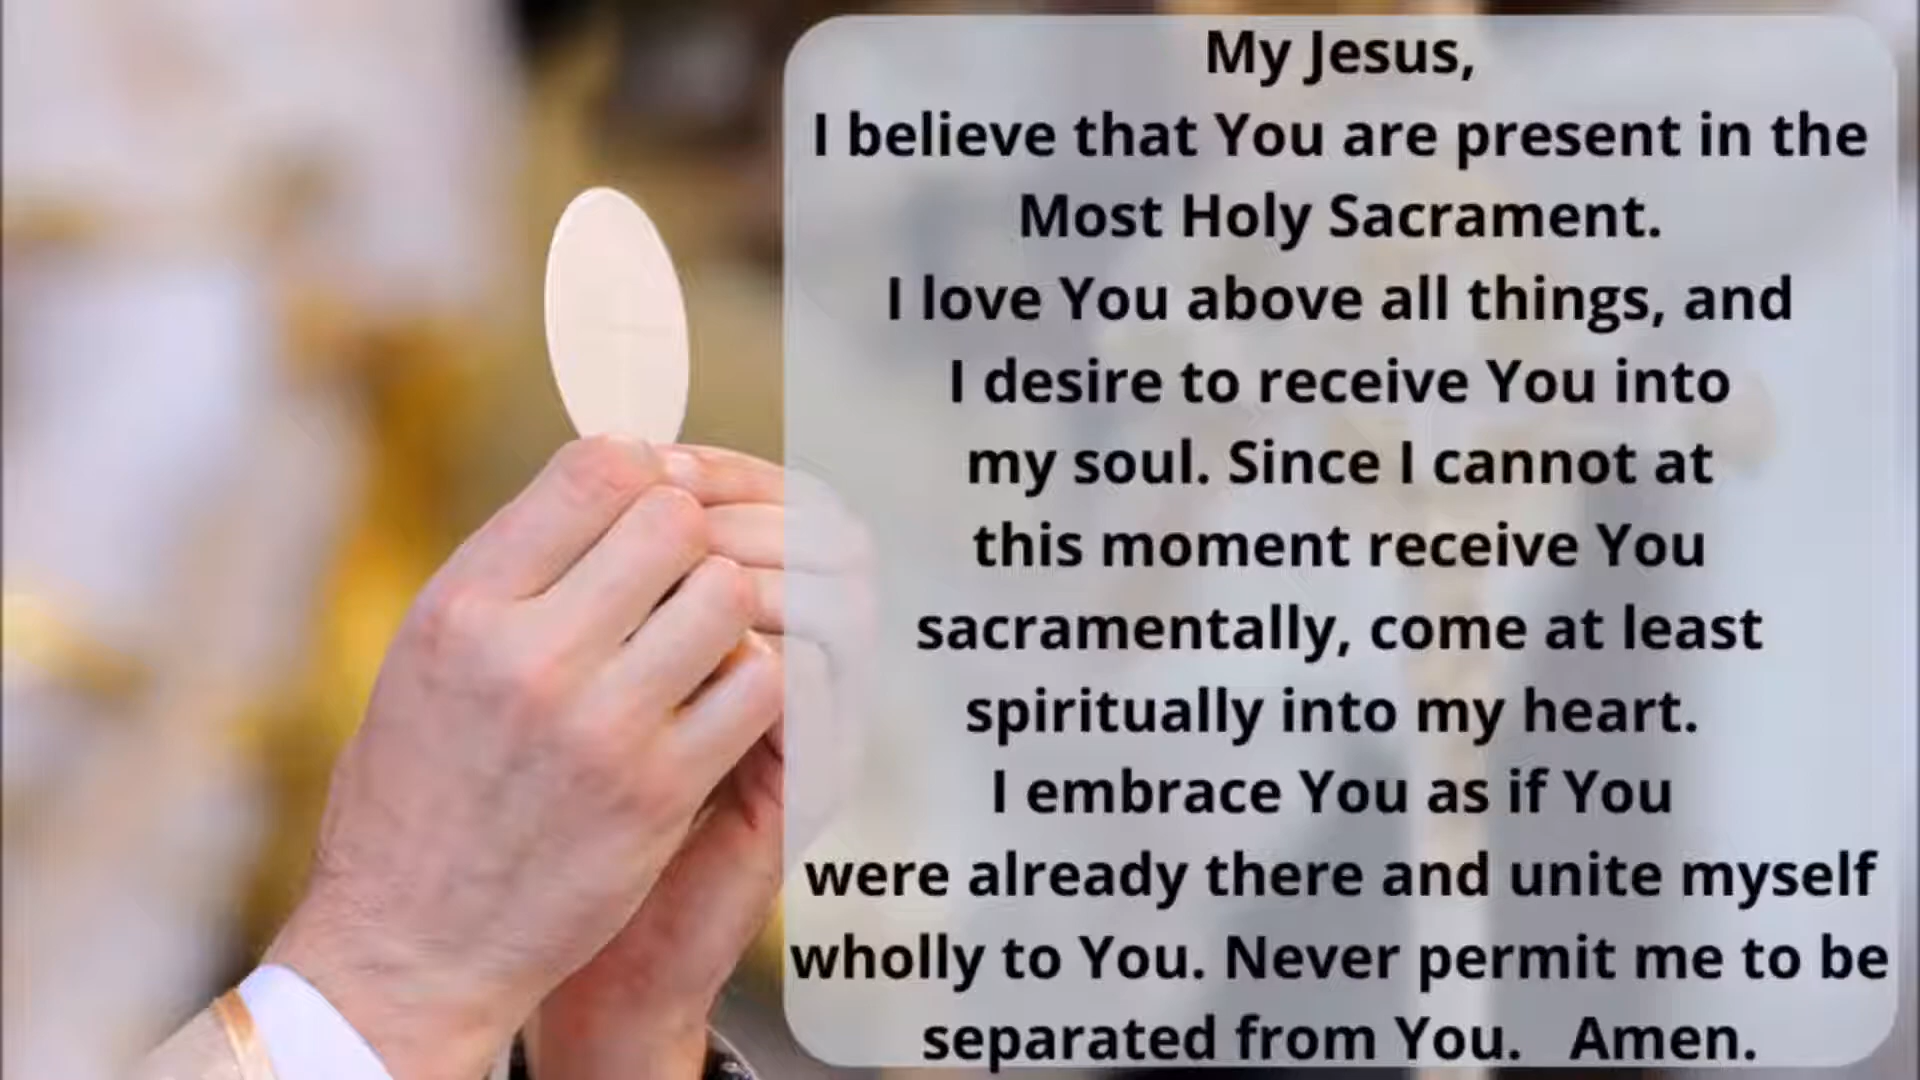 My Jesus,
I believe that You are present in the
Most Holy Sacrament.
I love You above all things, and
I desire to receive You into
my soul. Since I cannot at
this moment receive You
sacramentally, come at least
spiritually into my heart.
I embrace You as if You
were already there and unite myself
wholly to You. Never permit me to be
separated from You. Amen.